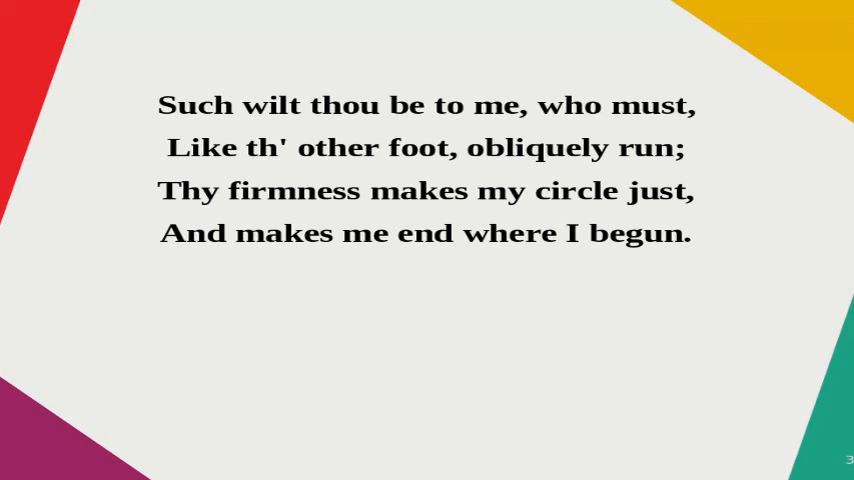 Such wilt thou be to me, who must,
Like th' other foot, obliquely run;
Thy firmness makes my circle just,
And makes me end where I begun.
3